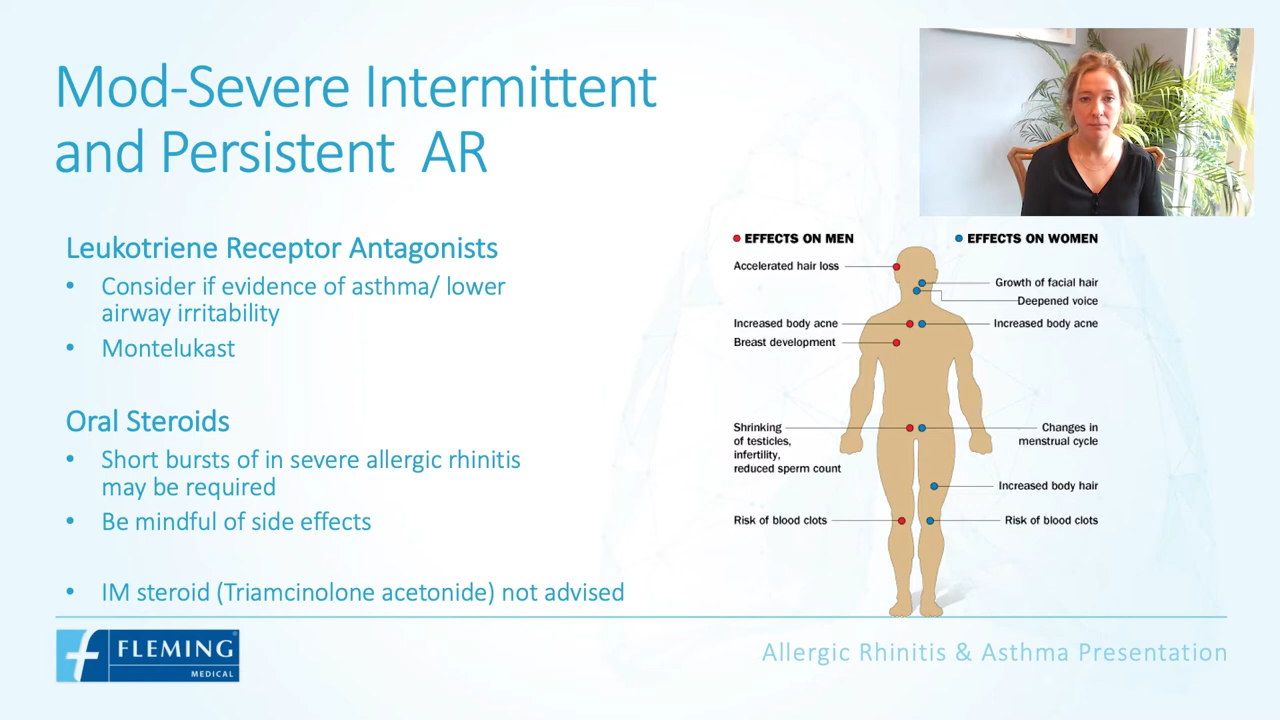 Mod-Severe Intermittent
and Persistent AR
Leukotriene Receptor Antagonists
• Consider if evidence of asthma/ lower
airway irritability
• Montelukast
Oral Steroids
• Short bursts of in severe allergic rhinitis
may be required
• Be mindful of side effects
• IM steroid (Triamcinolone acetonide) not advised
EFFECTS ON MEN
Accelerated hair loss
Increased body acne
Breast development
Shrinking
of testicles,
infertility,
reduced sperm count
Risk of blood clots
EFFECTS ON WOMEN
Growth of facial hair
Deepened voice
Increased body acne
Changes in
menstrual cycle
Increased body hair
Risk of blood clots
FLEMING®
MEDICAL
Allergic Rhinitis & Asthma Presentation